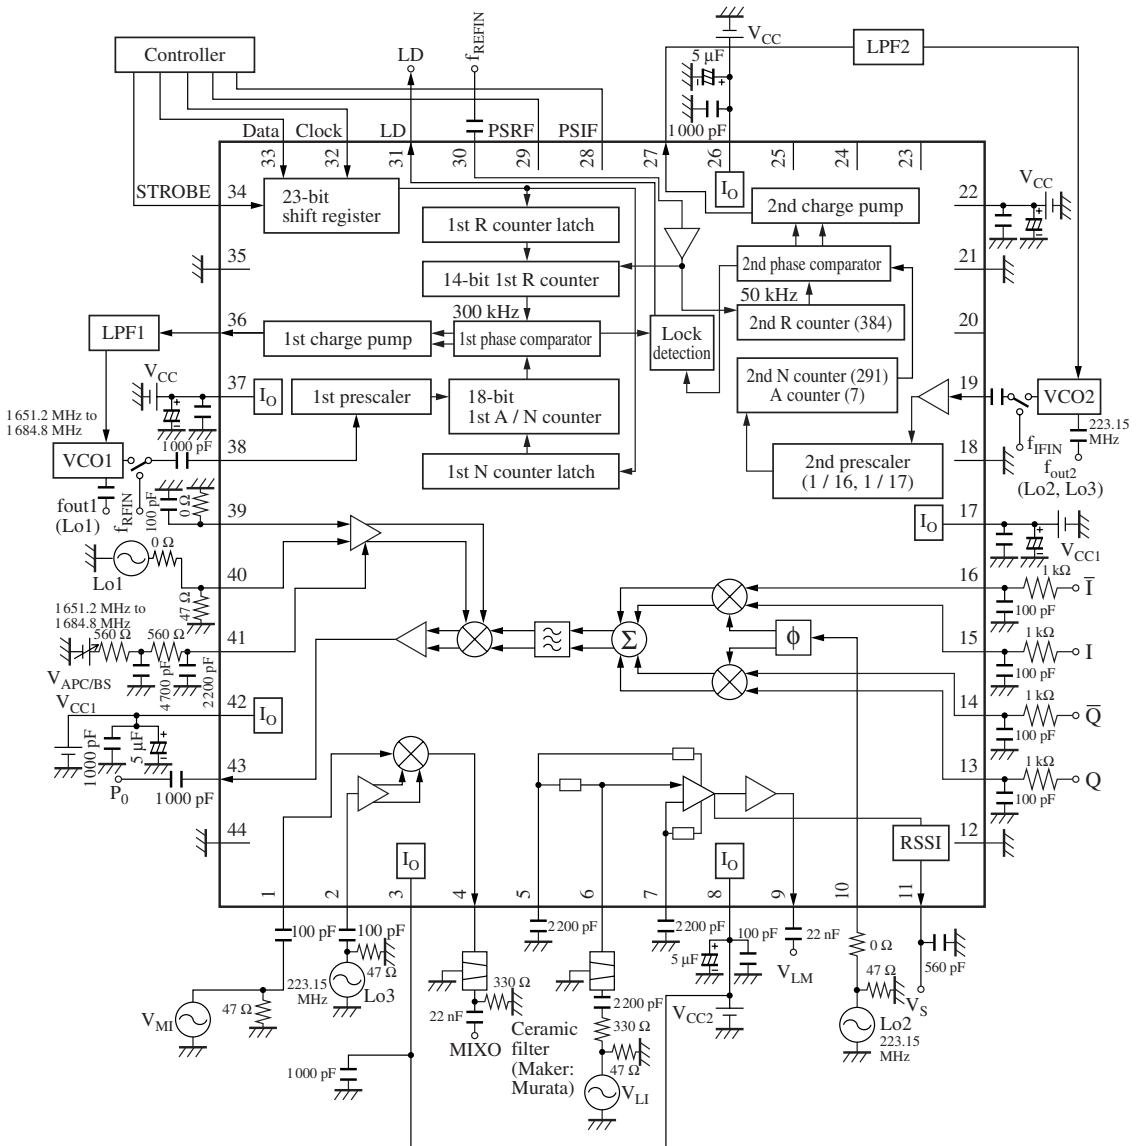 Controller
LD
fREFIN
VCC
5 µF
LPF2
1 000 pF
Data
Clock
LD
PSRF
PSIF
33
32
31
30
29
28
27
26
25
24
23
STROBE
34
23-bit
shift register
IO
2nd charge pump
22
VCC
1st R counter latch
35
14-bit 1st R counter
2nd phase comparator
21
300 kHz
50 kHz
LPF1
36
1st charge pump
1st phase comparator
Lock
detection
2nd R counter (384)
20
VCC
37
IO
1st prescaler
18-bit
1st A / N counter
2nd N counter (291)
A counter (7)
19
VCO2
1 651.2 MHz to
1 684.8 MHz
1 000 pF
223.15
MHz
VCO1
38
1st N counter latch
2nd prescaler
(1 / 16, 1 / 17)
18
fIFIN
fout2
(Lo2, Lo3)
fout1
(Lo1)
fRFIN
100 pF
0 Ω
39
IO
17
VCC1
0 Ω
Lo1
40
47 Ω
16
1 kΩ
I̅
100 pF
1 651.2 MHz to
1 684.8 MHz
560 Ω
560 Ω
41
Σ
ϕ
15
1 kΩ
I
100 pF
VAPC/BS
4 700 pF
2 200 pF
VCC1
42
IO
14
1 kΩ
Q̅
100 pF
1000 pF
5 µF
43
P0
1 000 pF
13
1 kΩ
Q
100 pF
44
IO
IO
RSSI
12
1
2
3
4
5
6
7
8
9
10
11
100 pF
100 pF
2 200 pF
2 200 pF
100 pF
22 nF
0 Ω
47 Ω
5 µF
47 Ω
560 pF
223.15
MHz
Lo3
330 Ω
VLM
VS
VMI
47 Ω
22 nF
2 200 pF
VCC2
Lo2
223.15
MHz
MIXO
Ceramic
filter
(Maker:
Murata)
330 Ω
47 Ω
1 000 pF
VLI